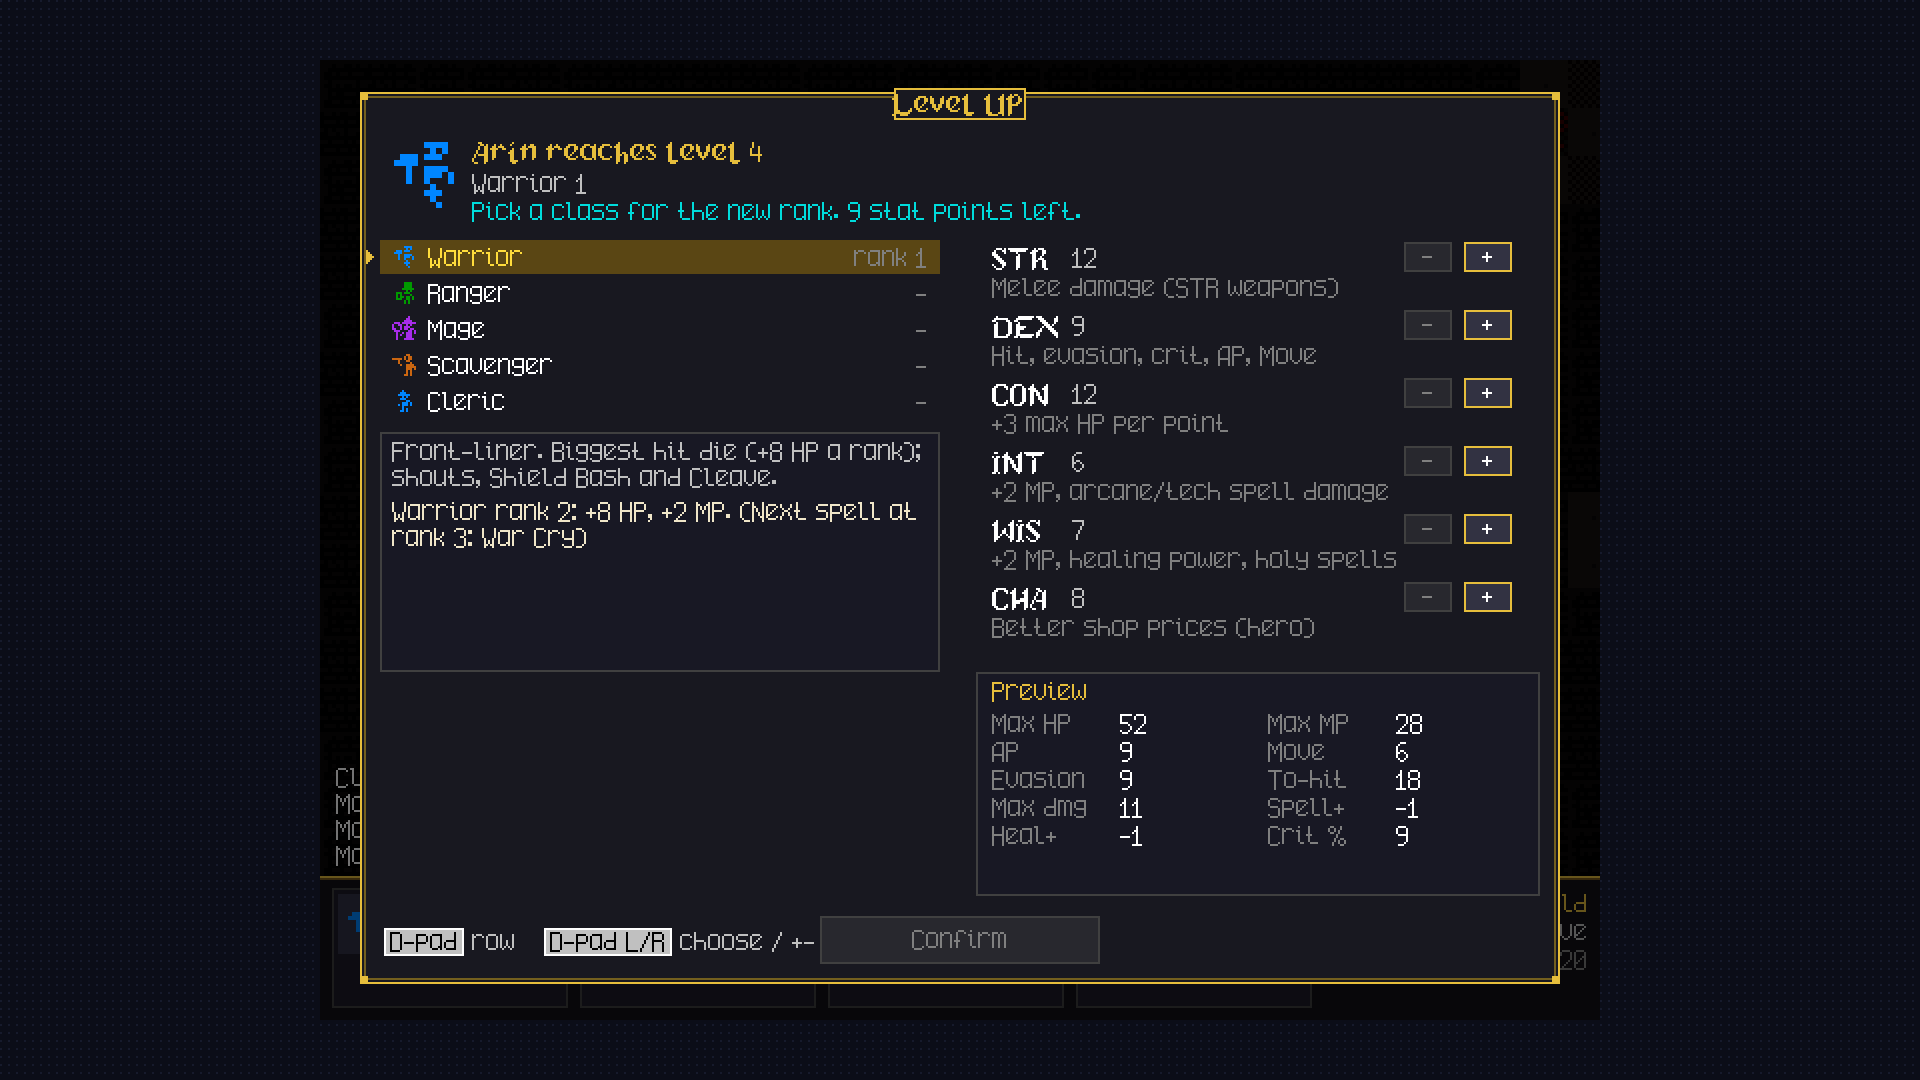 Level UP
Arin reaches Level 4
Warrior 1
Pick a class for the new rank. 9 stat points left.
Warrior rank 1
Ranger –
Mage –
Scavenger –
Cleric –
Front-liner. Biggest hit die (+8 HP a rank);
shouts, Shield Bash and Cleave.
Warrior rank 2: +8 HP, +2 MP. (Next spell at
rank 3: War Cry)
STR 12 – +
Melee damage (STR weapons)
DEX 9 – +
Hit, evasion, crit, AP, Move
CON 12 – +
+3 max HP per point
INT 6 – +
+2 MP, arcane/tech spell damage
WIS 7 – +
+2 MP, healing power, holy spells
CHA 8 – +
Better shop prices (hero)
Preview
Max HP 52 Max MP 28
AP 9 Move 6
Evasion 9 To-hit 18
Max dmg 11 Spell+ -1
Heal+ -1 Crit % 9
D-pad row D-pad L/R choose / +- Confirm